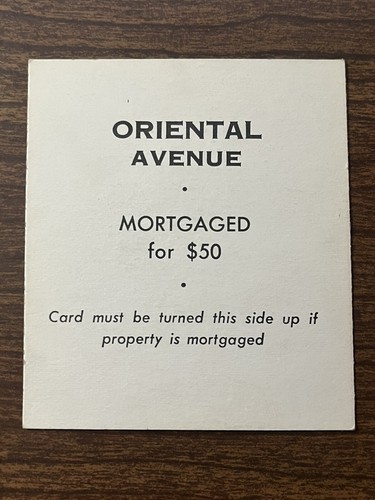 ORIENTAL
AVENUE
•
MORTGAGED
for $50
•
Card must be turned this side up if
property is mortgaged